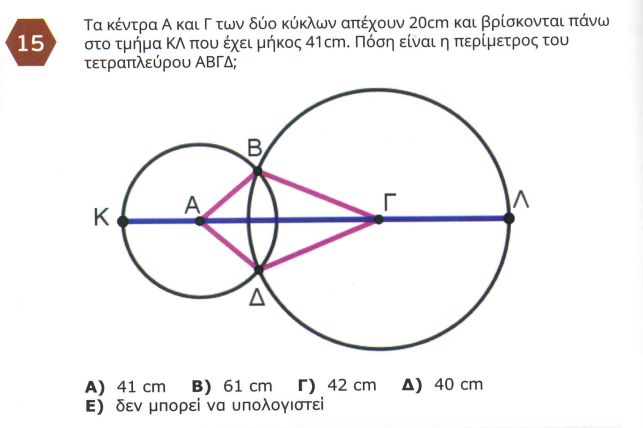 15
Τα κέντρα Α και Γ των δύο κύκλων απέχουν 20cm και βρίσκονται πάνω
στο τμήμα ΚΛ που έχει μήκος 41cm. Πόση είναι η περίμετρος του
τετραπλεύρου ΑΒΓΔ;
Β
Κ
Α
Γ
Λ
Δ
Α) 41 cm Β) 61 cm Γ) 42 cm Δ) 40 cm
Ε) δεν μπορεί να υπολογιστεί